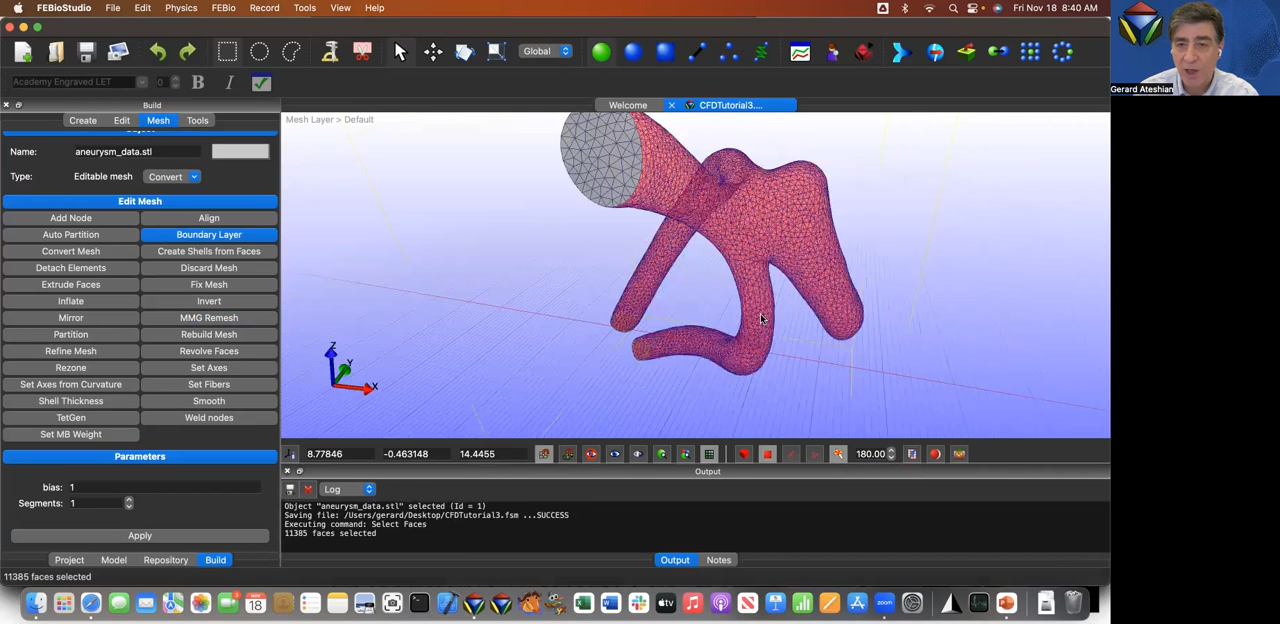 FEBioStudio File Edit Physics FEBio Record Tools View Help Fri Nov 18 8:40 AM
Global
Academy Engraved LET 0 B I
Gerard Ateshian
Build
Welcome CFDTutorial3....
Create Edit Mesh Tools
Mesh Layer > Default
Name: aneurysm_data.stl
Type: Editable mesh Convert
Edit Mesh
Add Node Align
Auto Partition Boundary Layer
Convert Mesh Create Shells from Faces
Detach Elements Discard Mesh
Extrude Faces Fix Mesh
Inflate Invert
Mirror MMG Remesh
Partition Rebuild Mesh
Refine Mesh Revolve Faces
Rezone Set Axes
Set Axes from Curvature Set Fibers
Shell Thickness Smooth
TetGen Weld nodes
Set MB Weight
Z
Y
X
8.77846 -0.463148 14.4455 180.00
Parameters
Output
bias: 1
Segments: 1
Log
Object "aneurysm_data.stl" selected (Id = 1)
Saving file: /Users/gerard/Desktop/CFDTutorial3.fsm ...SUCCESS
Executing command: Select Faces
11385 faces selected
Apply
Project Model Repository Build
Output Notes
11385 faces selected